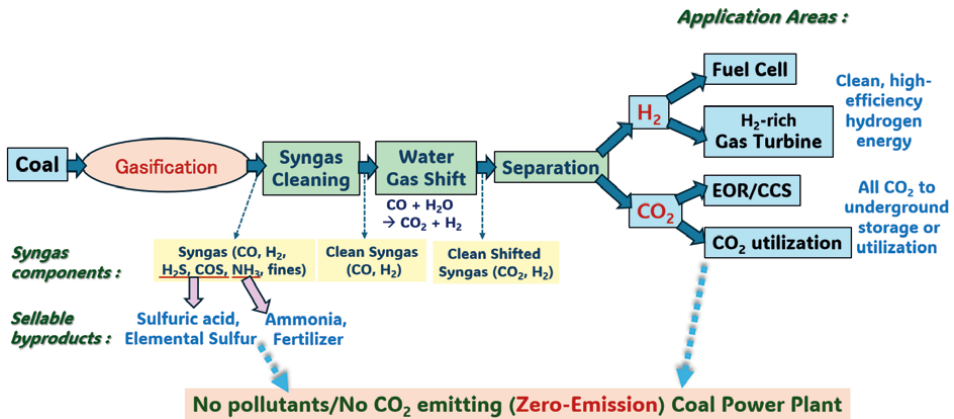 Application Areas :
Fuel Cell
Clean, high-
efficiency
hydrogen
energy
H₂
H₂-rich
Gas Turbine
Coal
Gasification
Syngas
Cleaning
Water
Gas Shift
Separation
CO + H₂O
→ CO₂ + H₂
CO₂
EOR/CCS
CO₂ utilization
All CO₂ to
underground
storage or
utilization
Syngas
components :
Syngas (CO, H₂,
H₂S, COS, NH₃, fines)
Clean Syngas
(CO, H₂)
Clean Shifted
Syngas (CO₂, H₂)
Sellable
byproducts :
Sulfuric acid,
Elemental Sulfur
Ammonia,
Fertilizer
No pollutants/No CO₂ emitting (Zero-Emission) Coal Power Plant